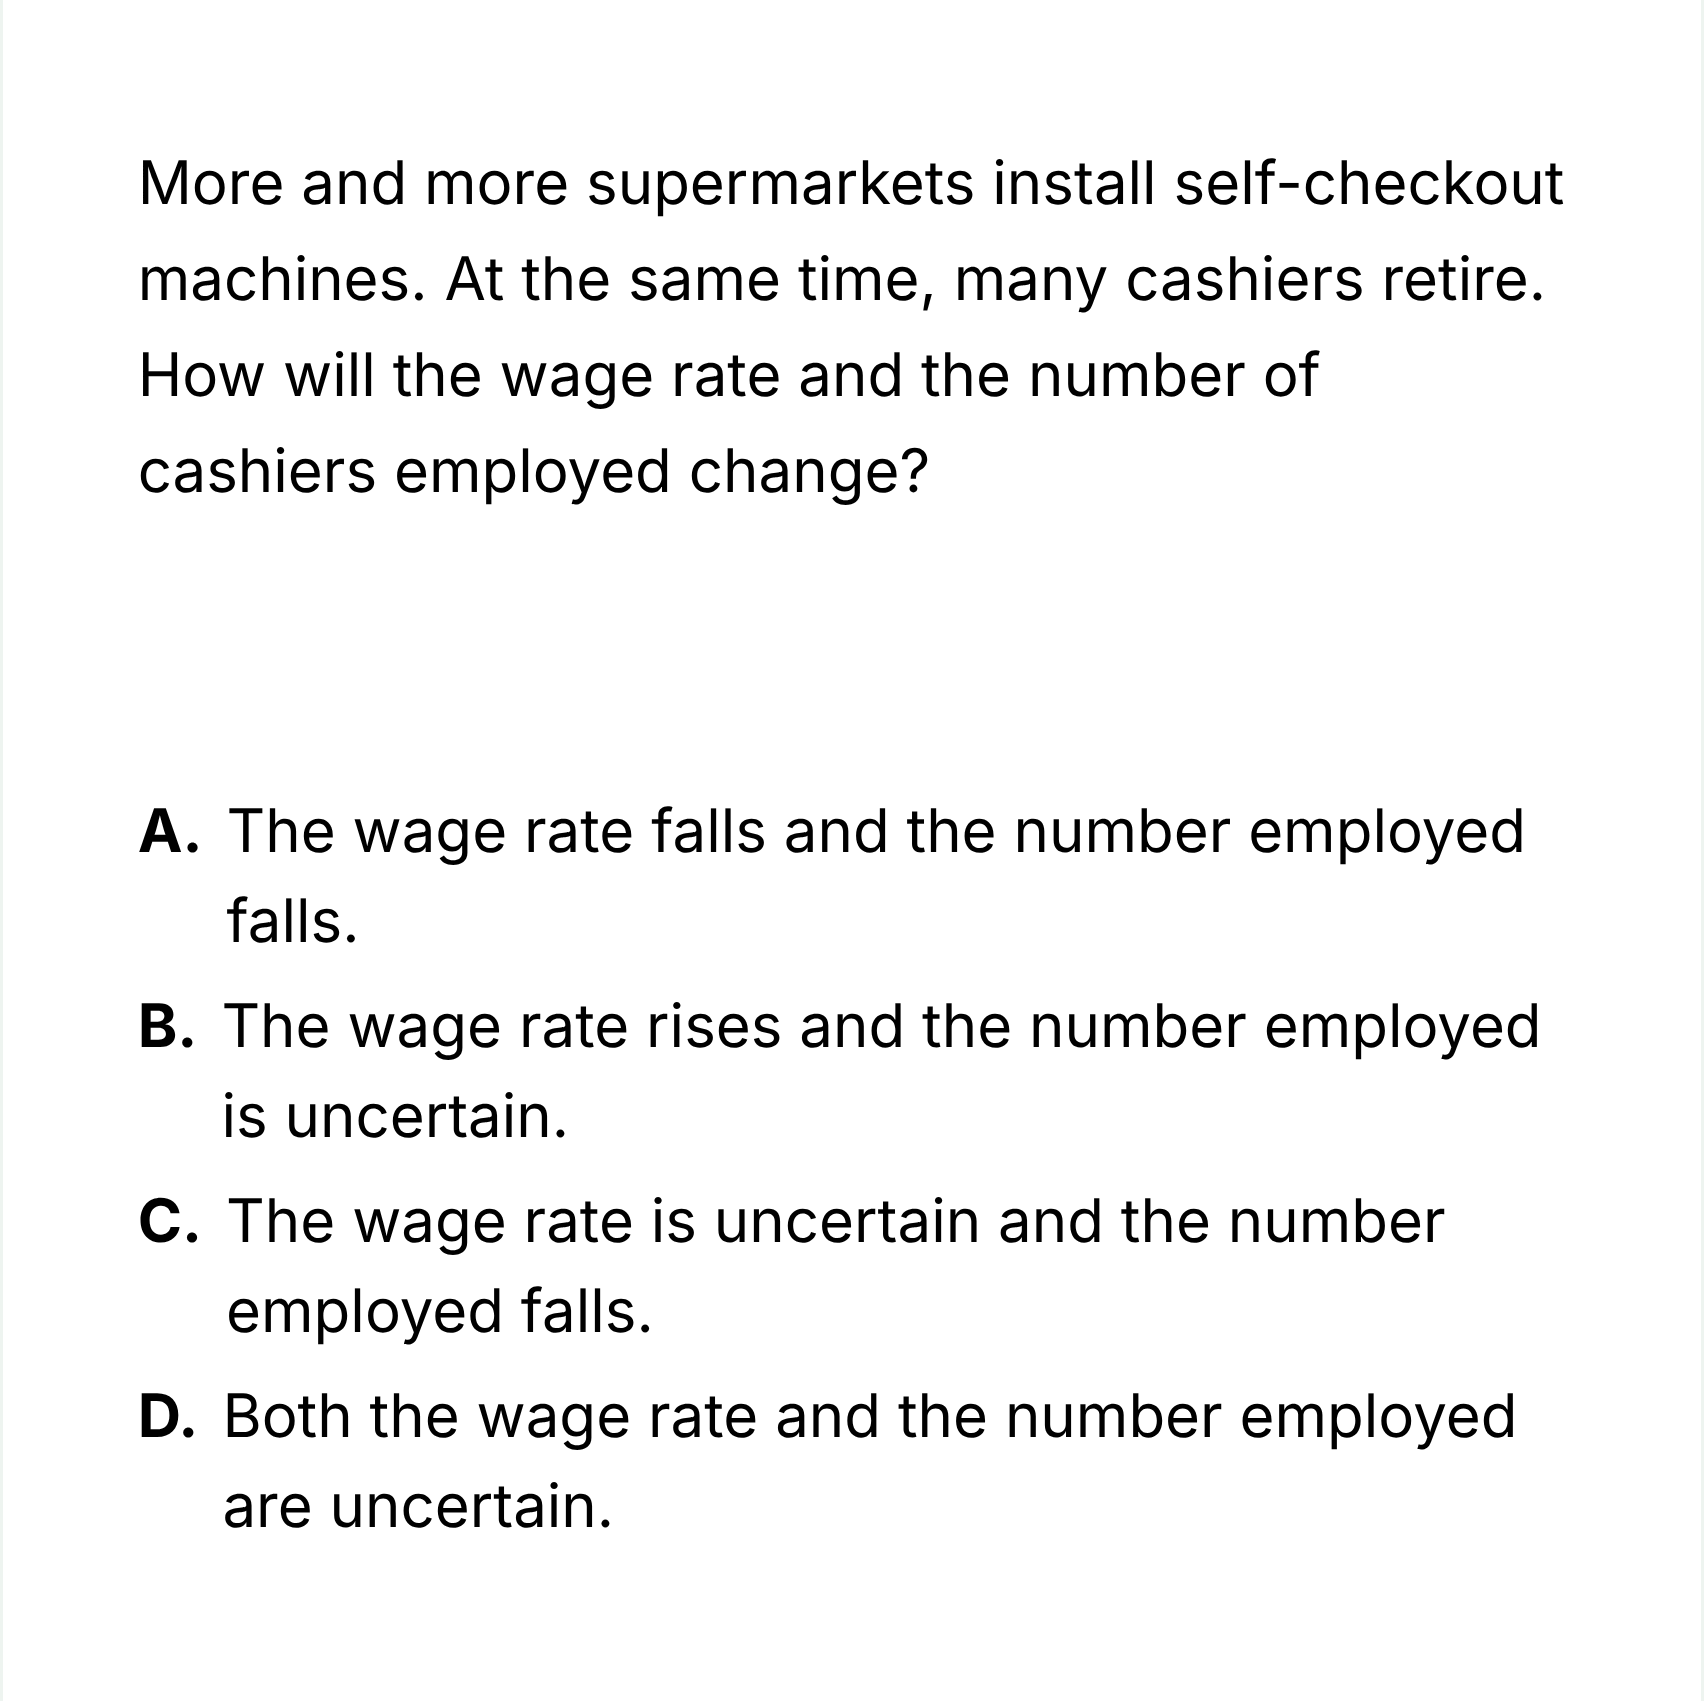 More and more supermarkets install self-checkout
machines. At the same time, many cashiers retire.
How will the wage rate and the number of
cashiers employed change?
A. The wage rate falls and the number employed
falls.
B. The wage rate rises and the number employed
is uncertain.
C. The wage rate is uncertain and the number
employed falls.
D. Both the wage rate and the number employed
are uncertain.